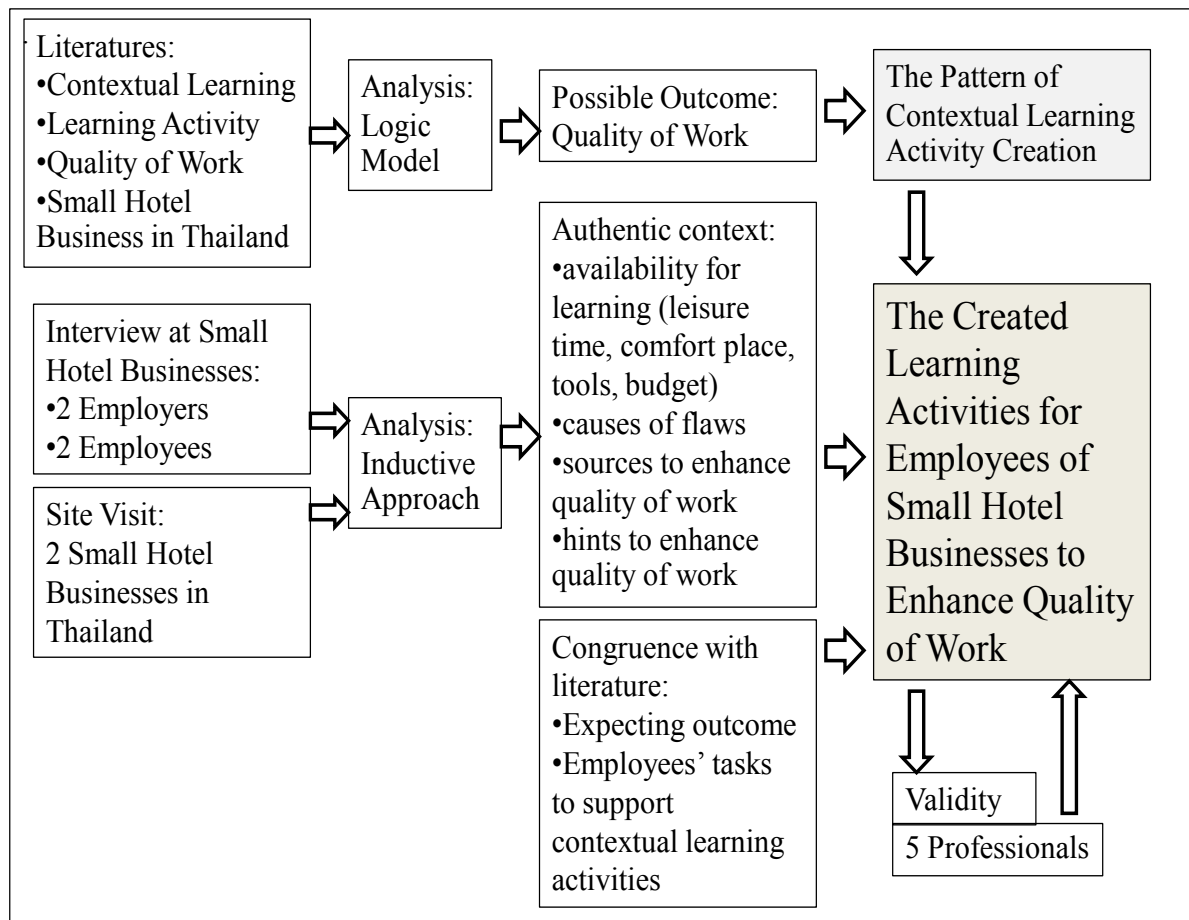 Literatures:
•Contextual Learning
•Learning Activity
•Quality of Work
•Small Hotel
Business in Thailand
Analysis:
Logic
Model
Possible Outcome:
Quality of Work
The Pattern of
Contextual Learning
Activity Creation
Interview at Small
Hotel Businesses:
•2 Employers
•2 Employees
Site Visit:
2 Small Hotel
Businesses in
Thailand
Analysis:
Inductive
Approach
Authentic context:
•availability for
learning (leisure
time, comfort place,
tools, budget)
•causes of flaws
•sources to enhance
quality of work
•hints to enhance
quality of work
Congruence with
literature:
•Expecting outcome
•Employees’ tasks
to support
contextual learning
activities
The Created
Learning
Activities for
Employees of
Small Hotel
Businesses to
Enhance Quality
of Work
Validity
5 Professionals